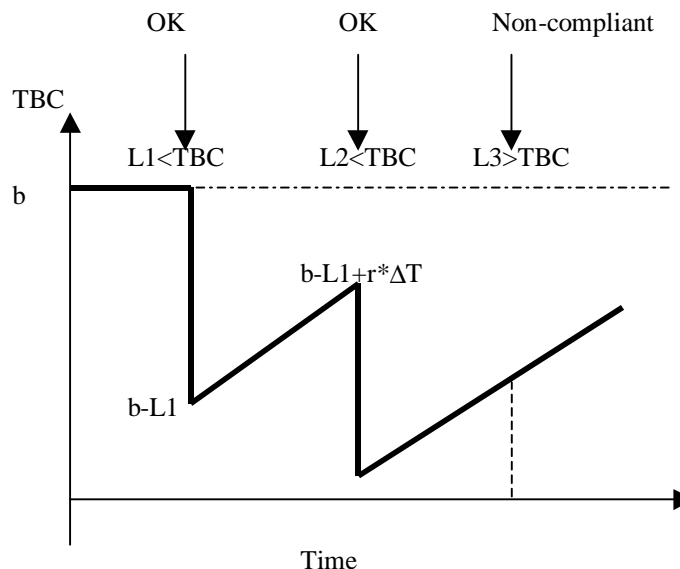 OK OK Non-compliant
TBC
L1<TBC L2<TBC L3>TBC
b
b-L1+r*ΔT
b-L1
Time